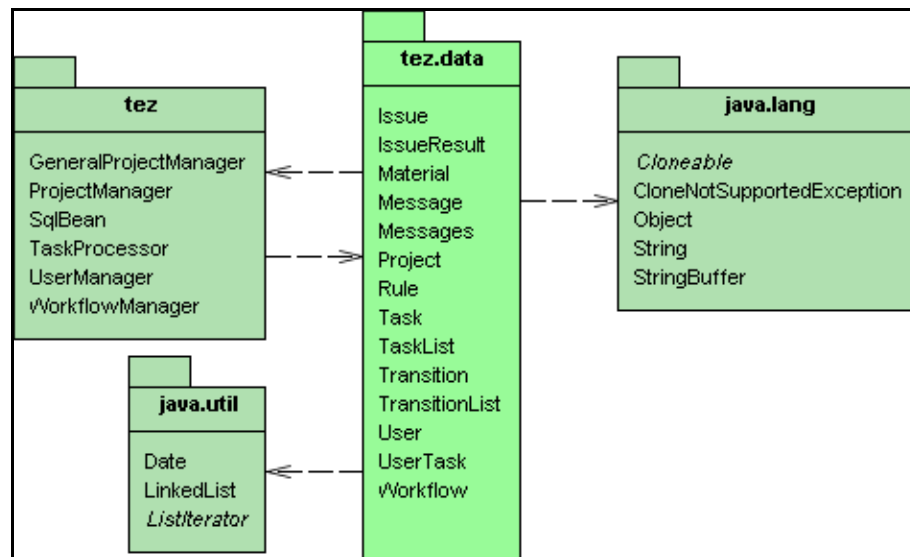 tez
GeneralProjectManager
ProjectManager
SqlBean
TaskProcessor
UserManager
WorkflowManager
java.util
Date
LinkedList
ListIterator
tez.data
Issue
IssueResult
Material
Message
Messages
Project
Rule
Task
TaskList
Transition
TransitionList
User
UserTask
Workflow
java.lang
Cloneable
CloneNotSupportedException
Object
String
StringBuffer